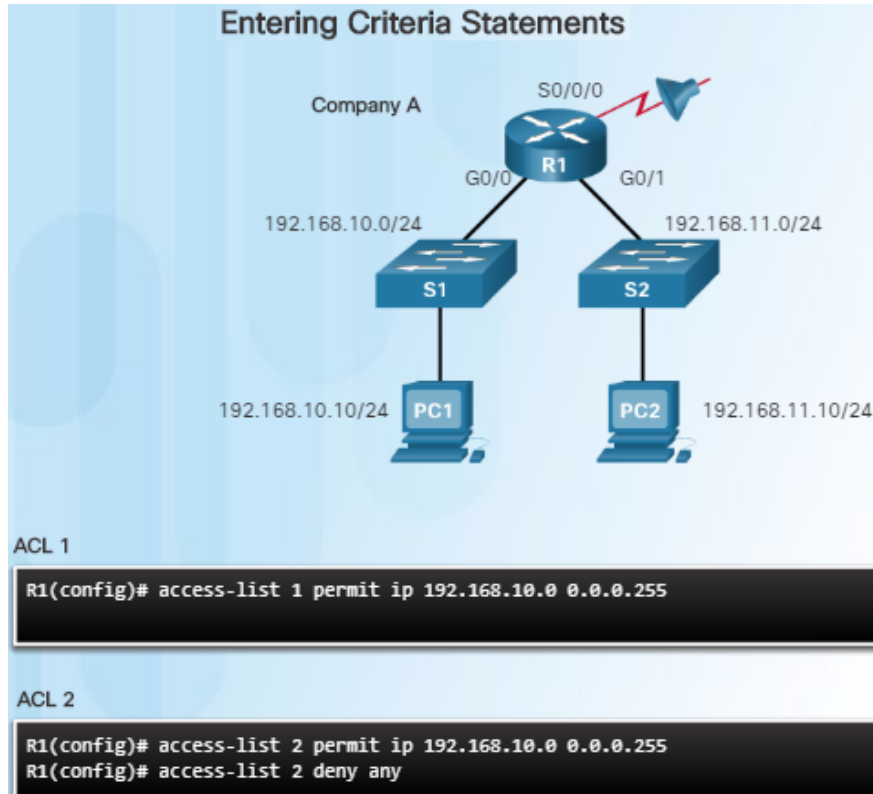 Entering Criteria Statements
S0/0/0
Company A
R1
G0/0
G0/1
192.168.10.0/24
192.168.11.0/24
S1
S2
192.168.10.10/24
PC1
PC2
192.168.11.10/24
ACL 1
R1(config)# access-list 1 permit ip 192.168.10.0 0.0.0.255
ACL 2
R1(config)# access-list 2 permit ip 192.168.10.0 0.0.0.255
R1(config)# access-list 2 deny any